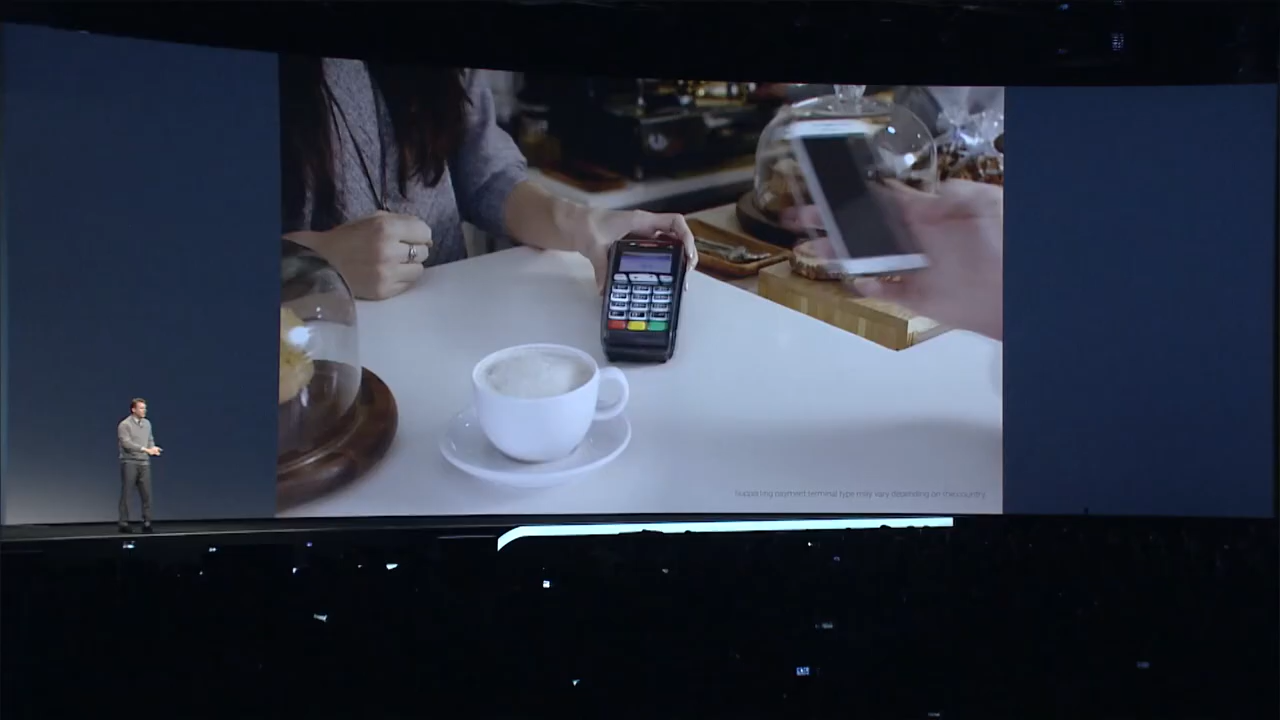 Supporting payment terminal type may vary depending on the country.